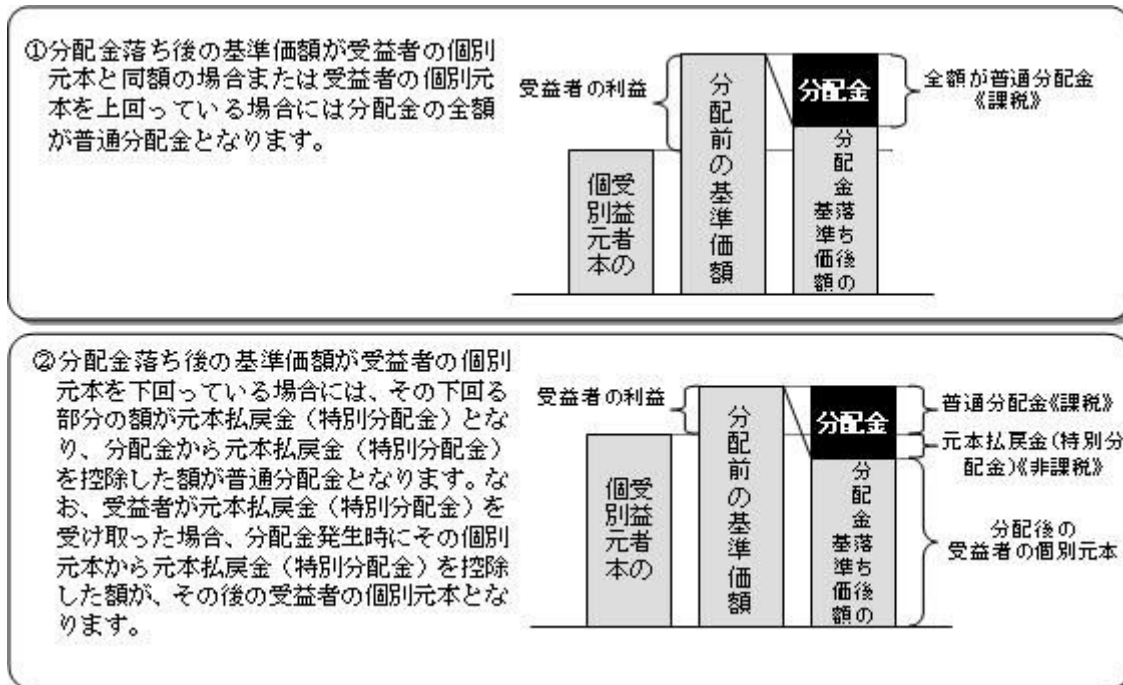 ①分配金落ち後の基準価額が受益者の個別
元本と同額の場合または受益者の個別元
本を上回っている場合には分配金の全額
が普通分配金となります。
受益者の利益
受益者の
個別元本
分配前の基準価額
分配金
分配金落ち後の
基準価額
全額が普通分配金
《課税》
②分配金落ち後の基準価額が受益者の個別
元本を下回っている場合には、その下回る
部分の額が元本払戻金（特別分配金）とな
り、分配金から元本払戻金（特別分配金）
を控除した額が普通分配金となります。な
お、受益者が元本払戻金（特別分配金）を
受け取った場合、分配金発生時にその個別
元本から元本払戻金（特別分配金）を控除
した額が、その後の受益者の個別元本とな
ります。
受益者の利益
受益者の
個別元本
分配前の基準価額
分配金
分配金落ち後の
基準価額
普通分配金《課税》
元本払戻金（特別分
配金）《非課税》
分配後の
受益者の個別元本